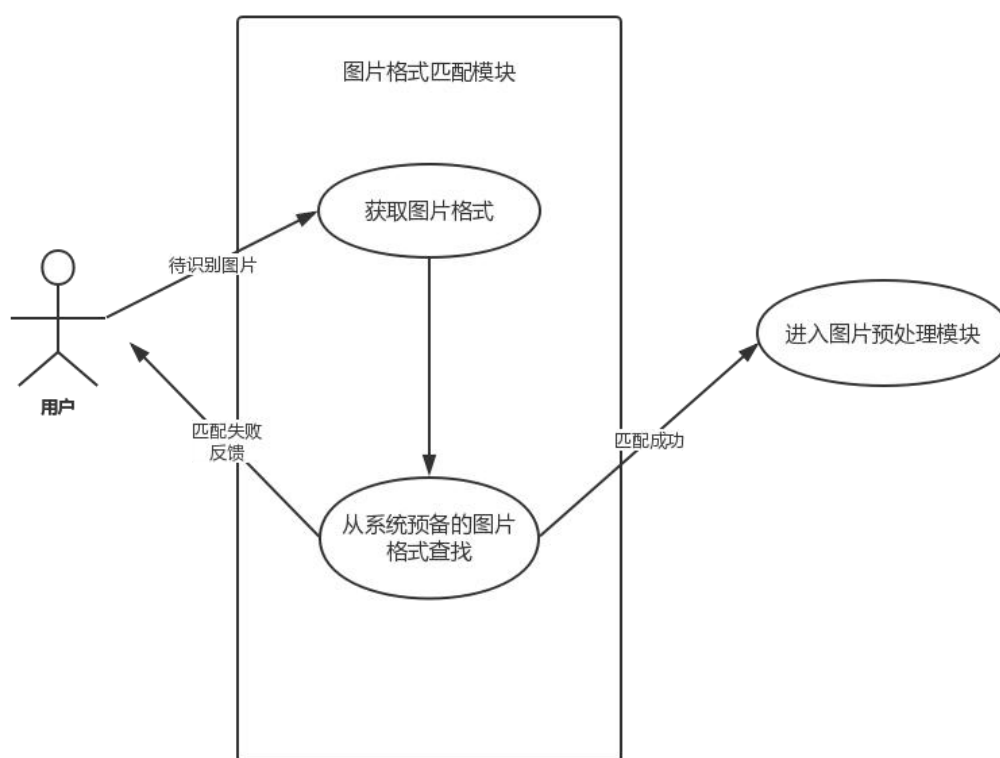 图片格式匹配模块
获取图片格式
待识别图片
进入图片预处理模块
用户
匹配失败
反馈
匹配成功
从系统预备的图片
格式查找